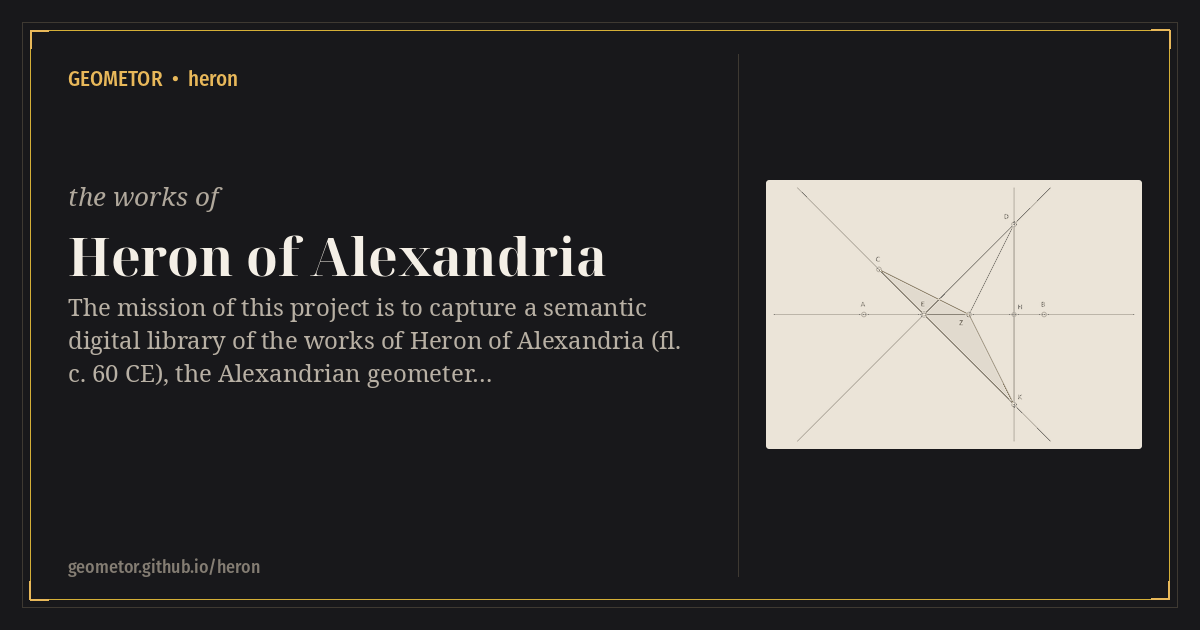 GEOMETOR • heron
the works of
Heron of Alexandria
The mission of this project is to capture a semantic
digital library of the works of Heron of Alexandria (fl.
c. 60 CE), the Alexandrian geometer...
D
C
A
E
H
B
Z
K
geometor.github.io/heron